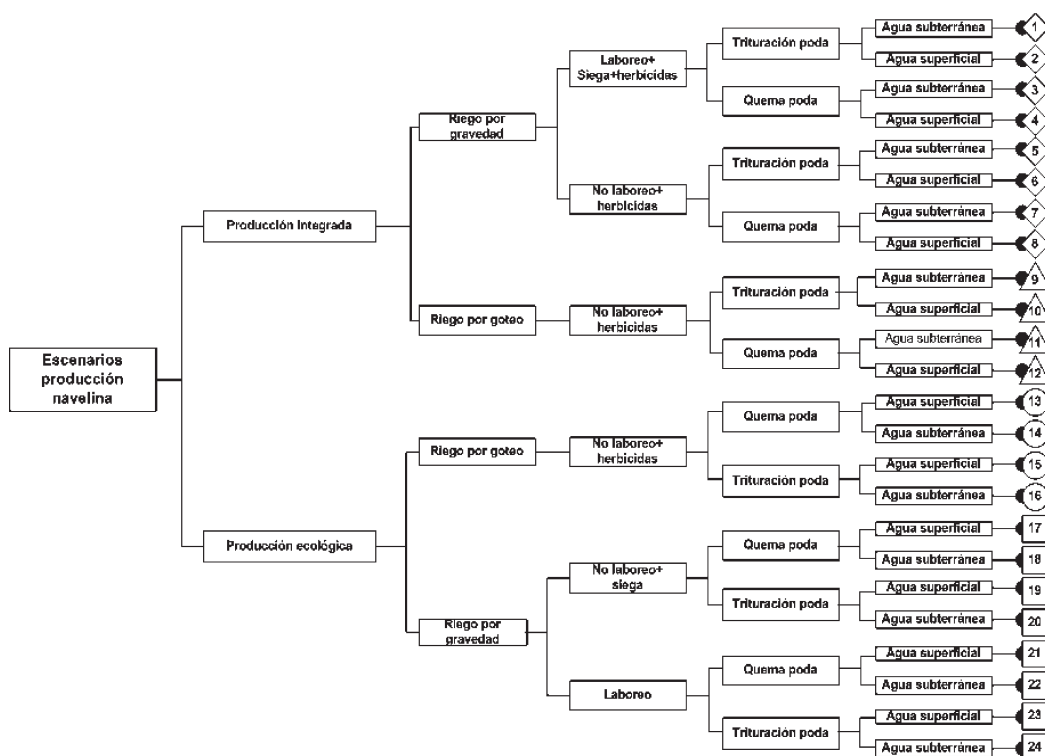 Escenarios
producción
navelina
Producción integrada
Riego por
gravedad
Laboreo+
Siega+herbicidas
Trituración poda
Agua subterránea
1
Agua superficial
2
Quema poda
Agua subterránea
3
Agua superficial
4
No laboreo+
herbicidas
Trituración poda
Agua subterránea
5
Agua superficial
6
Quema poda
Agua subterránea
7
Agua superficial
8
Riego por goteo
No laboreo+
herbicidas
Trituración poda
Agua subterránea
9
Agua superficial
10
Quema poda
Agua subterránea
11
Agua superficial
12
Producción ecológica
Riego por goteo
No laboreo+
herbicidas
Quema poda
Agua superficial
13
Agua subterránea
14
Trituración poda
Agua superficial
15
Agua subterránea
16
Riego por
gravedad
No laboreo+
siega
Quema poda
Agua superficial
17
Agua subterránea
18
Trituración poda
Agua superficial
19
Agua subterránea
20
Laboreo
Quema poda
Agua superficial
21
Agua subterránea
22
Trituración poda
Agua superficial
23
Agua subterránea
24